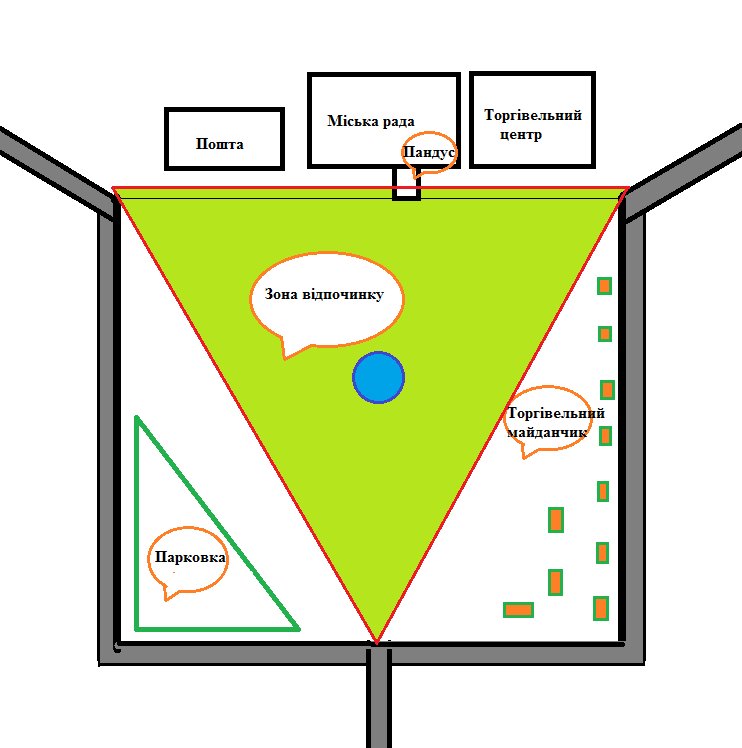 Пошта
Міська рада
Пандус
Торгівельний
центр
Зона відпочинку
Торгівельний
майданчик
Парковка